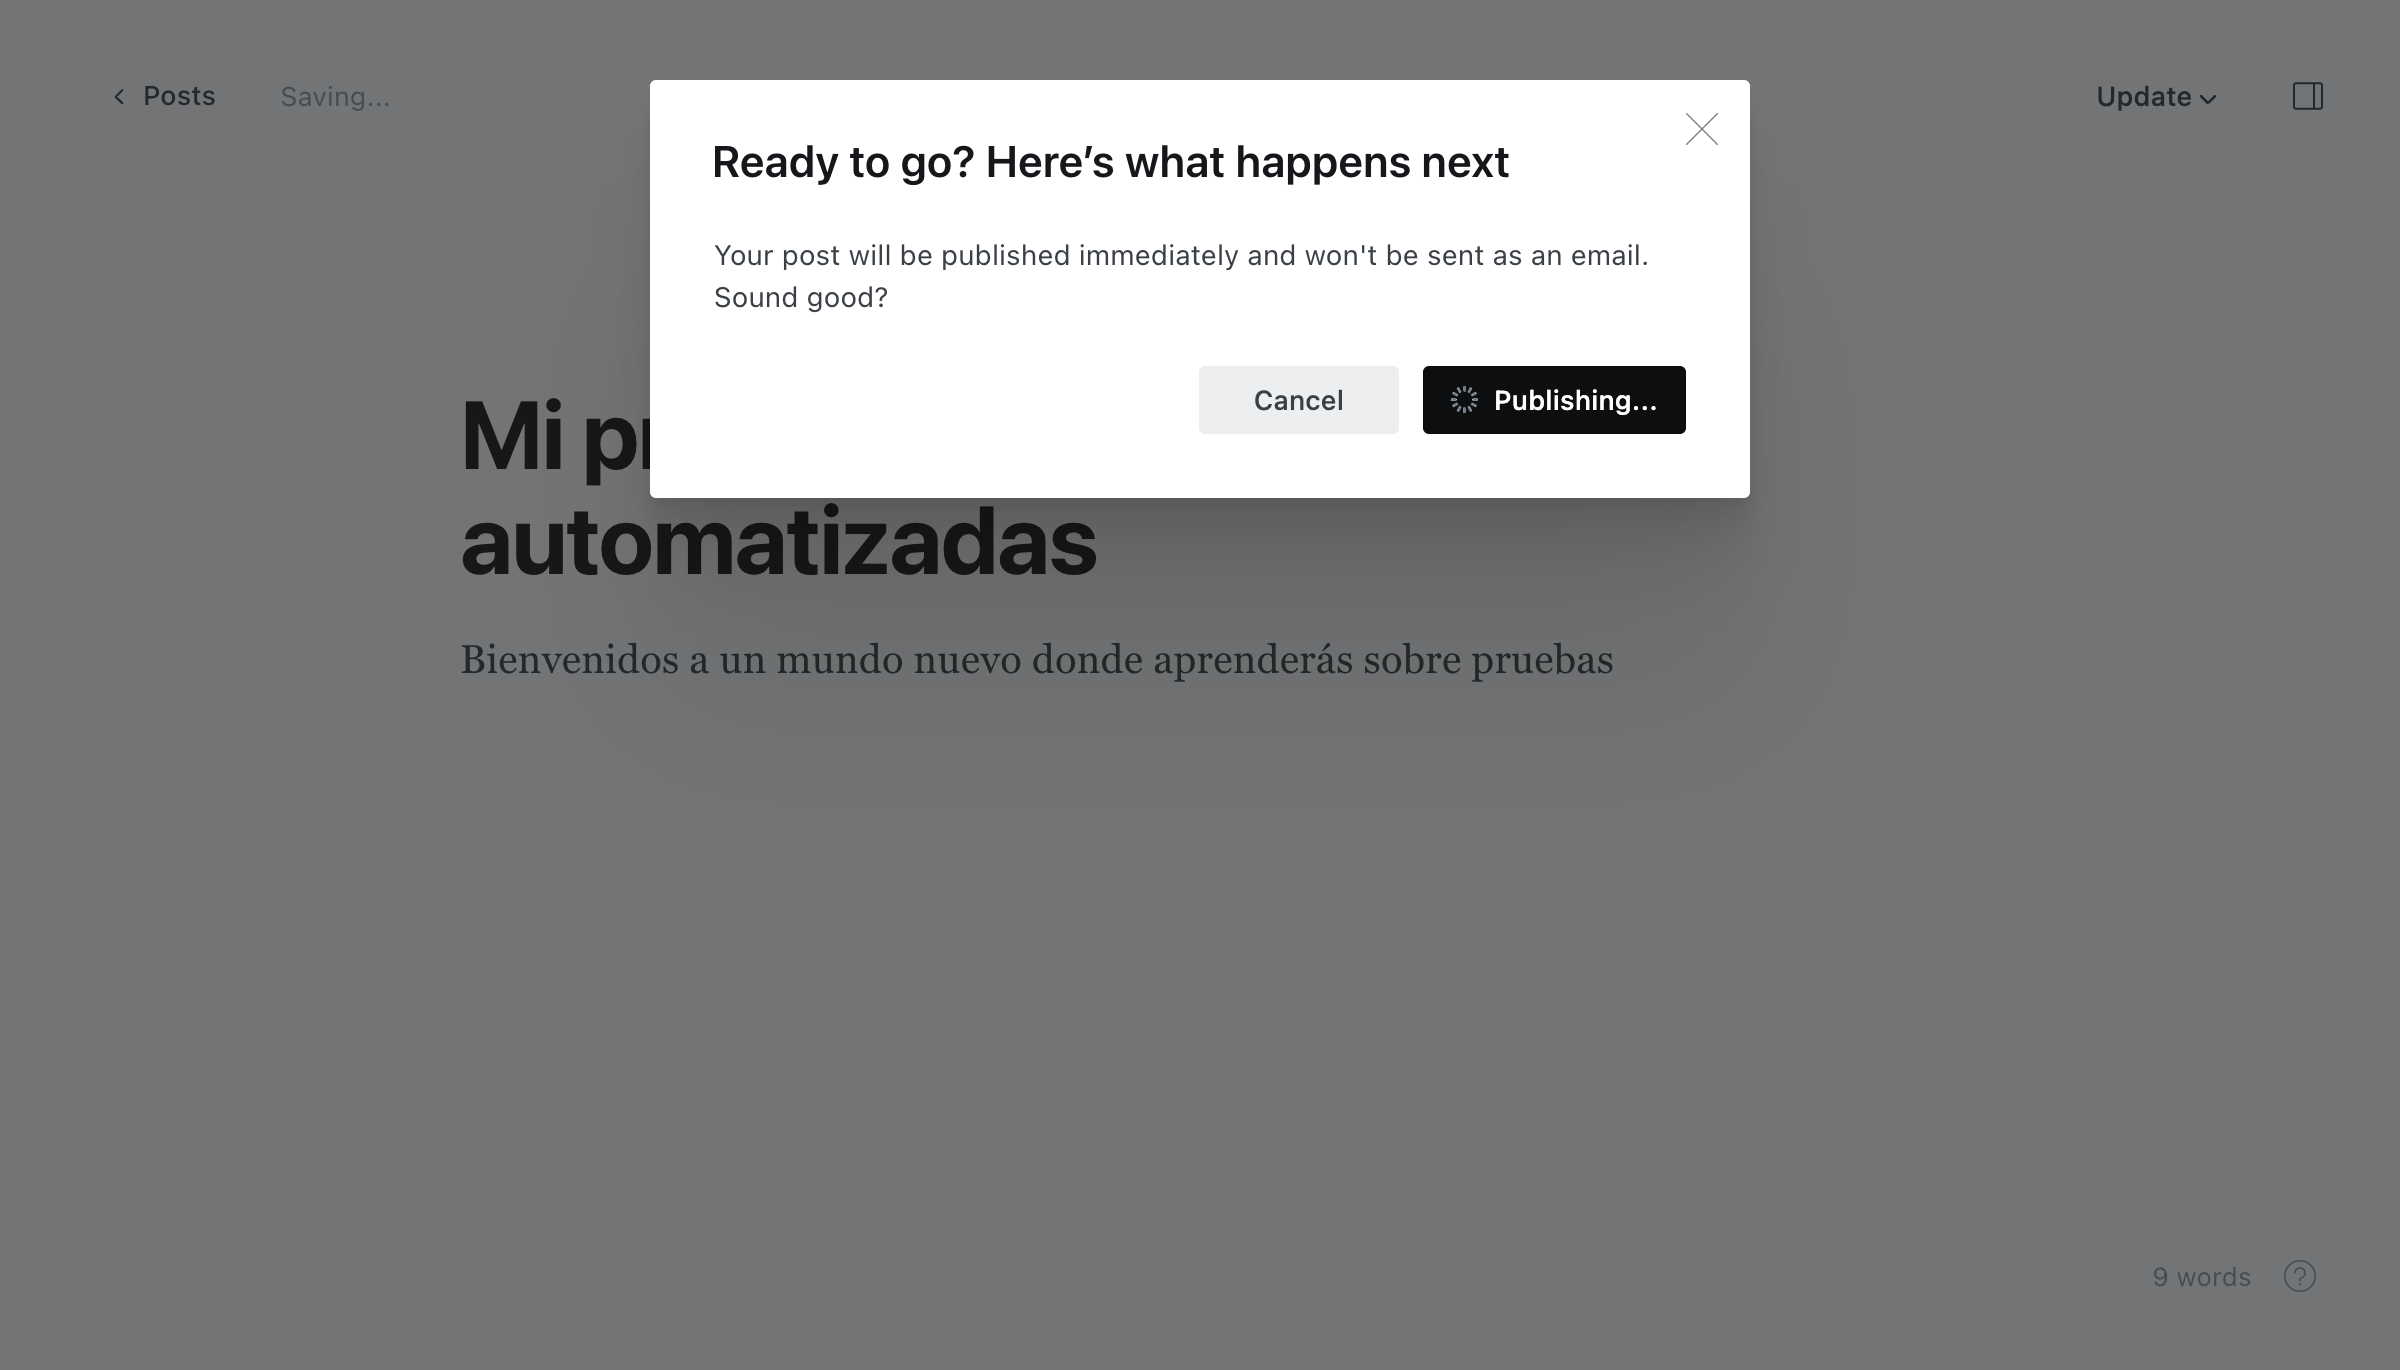 Posts
Saving...
Update
Ready to go? Here’s what happens next
Your post will be published immediately and won't be sent as an email.
Sound good?
Cancel
Publishing...
Mi
automatizadas
Bienvenidos a un mundo nuevo donde aprenderás sobre pruebas
9 words
?